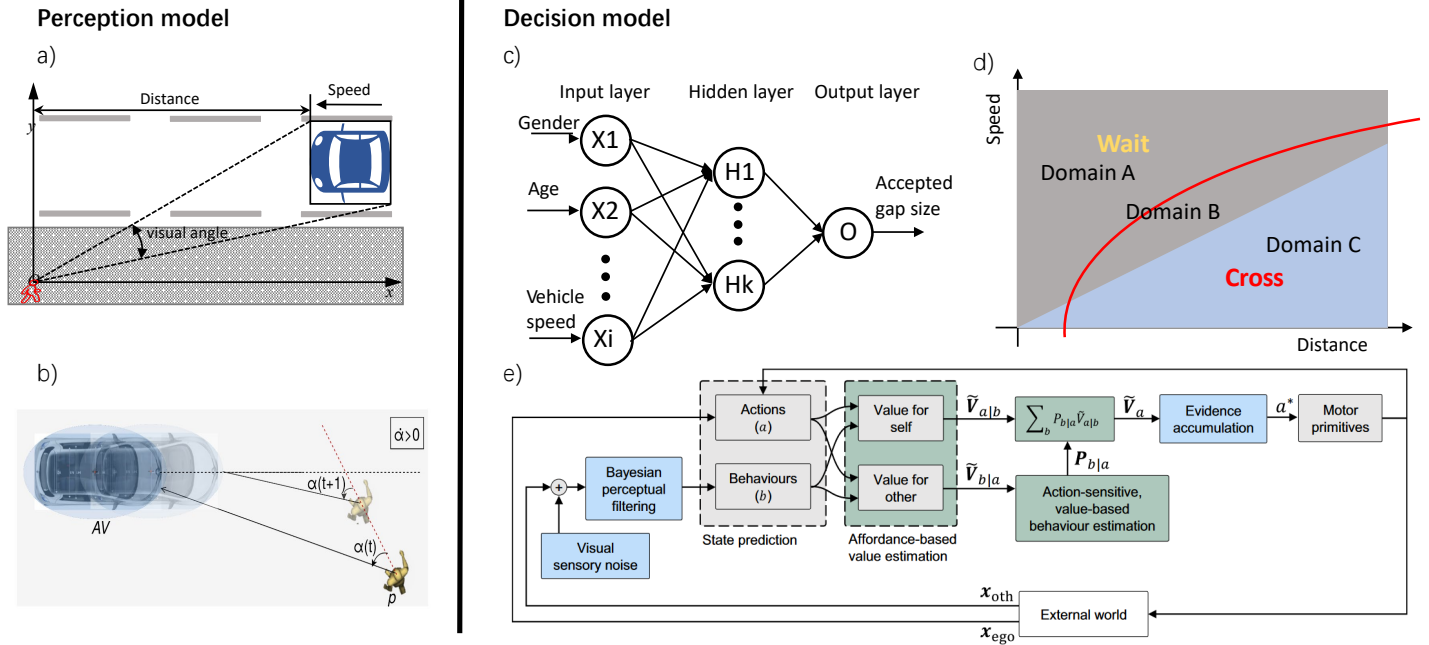 Perception model
a)
Distance
Speed
y
visual angle
x
b)
α̇>0
α(t+1)
α(t)
AV
p
Decision model
c)
Input layer
Hidden layer
Output layer
Gender
X1
Age
X2
Vehicle
speed
Xi
H1
Hk
O
Accepted
gap size
d)
Speed
Wait
Domain A
Domain B
Domain C
Cross
Distance
e)
Actions
(a)
Behaviours
(b)
State prediction
Value for
self
Value for
other
Affordance-based
value estimation
Ṽa|b
Ṽb|a
∑b Pb|aṼa|b
Ṽa
Pb|a
Evidence
accumulation
a*
Motor
primitives
Action-sensitive,
value-based
behaviour estimation
+
Bayesian
perceptual
filtering
Visual
sensory noise
xoth
xego
External world